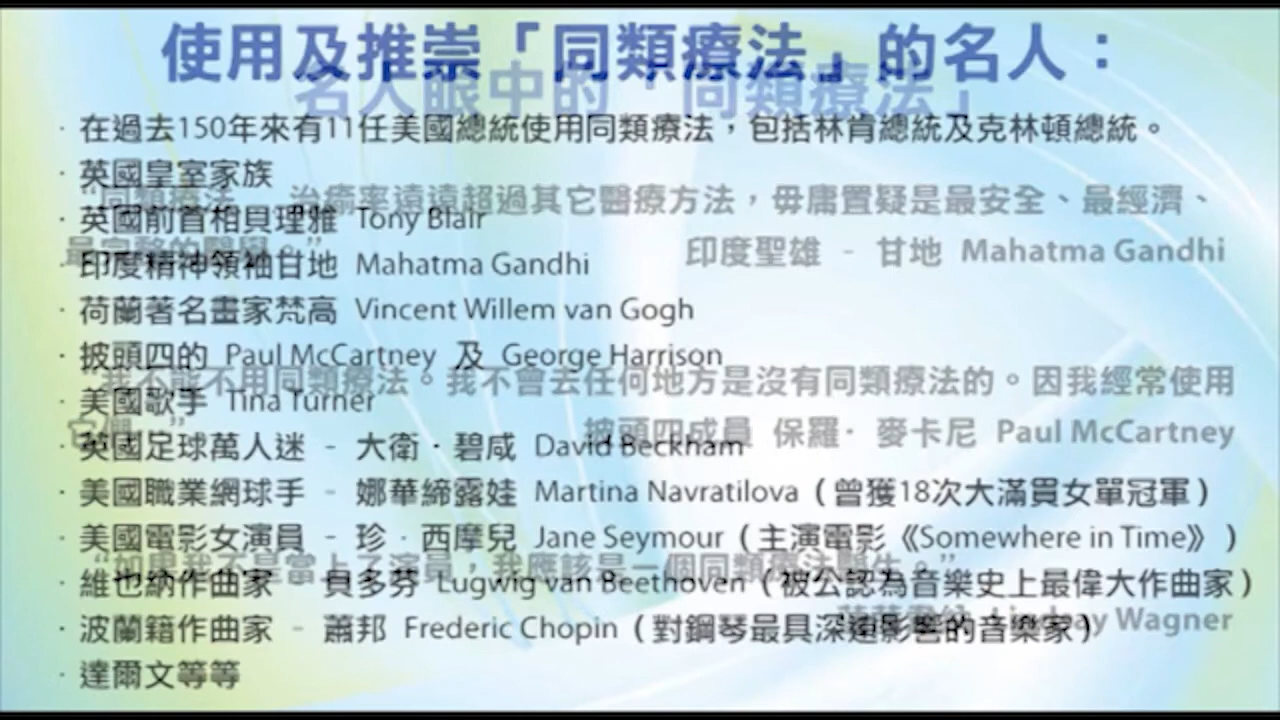 使用及推崇「同類療法」的名人：
名人眼中的「同類療法」
· 在過去150年來有11任美國總統使用同類療法，包括林肯總統及克林頓總統。
· 英國皇室家族
治癒率遠遠超過其它醫療方法，毋庸置疑是最安全、最經濟、
· 英國前首相貝理雅 Tony Blair
印度聖雄 - 甘地 Mahatma Gandhi
· 印度精神領袖甘地 Mahatma Gandhi
· 荷蘭著名畫家梵高 Vincent Willem van Gogh
· 披頭四的 Paul McCartney 及 George Harrison
我不能不用同類療法。我不會去任何地方是沒有同類療法的。因我經常使用
· 美國歌手 Tina Turner
披頭四成員 保羅· 麥卡尼 Paul McCartney
· 英國足球萬人迷 - 大衛·碧咸 David Beckham
· 美國職業網球手 - 娜華締露娃 Martina Navratilova（曾獲18次大滿貫女單冠軍）
· 美國電影女演員 - 珍·西摩兒 Jane Seymour（主演電影《Somewhere in Time》）
· 維也納作曲家 - 貝多芬 Lugwig van Beethoven（被公認為音樂史上最偉大作曲家）
Lindsay Wagner
· 波蘭籍作曲家 - 蕭邦 Frederic Chopin（對鋼琴最具深遠影響的音樂家）
· 達爾文等等